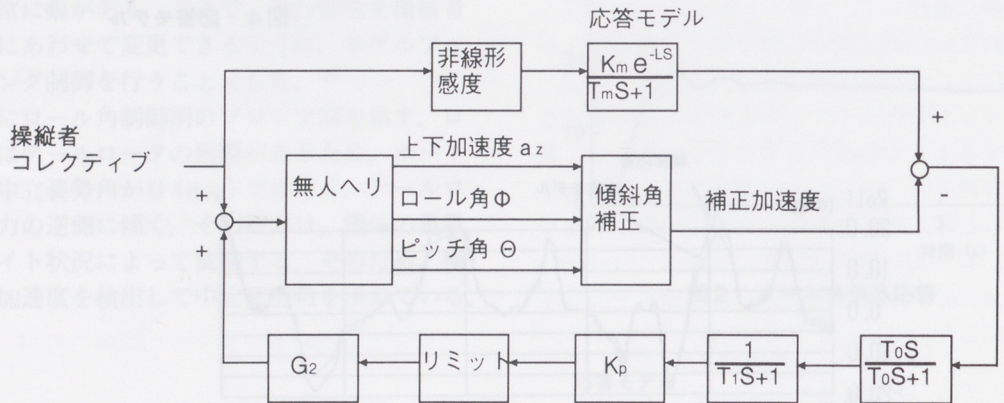 応答モデル
非線形
感度
Kₘ e⁻ᴸˢ
TₘS+1
+
操縦者
コレクティブ
+
+
無人ヘリ
上下加速度 a_z
ロール角Φ
ピッチ角 Θ
傾斜角
補正
補正加速度
-
G₂
リミット
Kₚ
1
T₁S+1
T₀S
T₀S+1